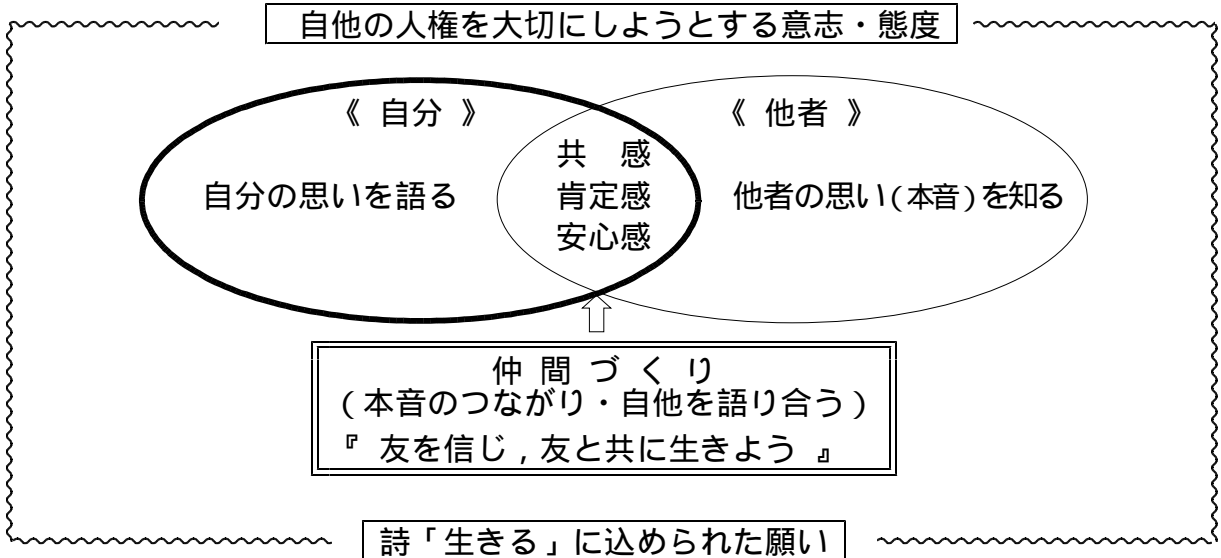 自他の人権を大切にしようとする意志・態度
《 自分 》
《 他者 》
共　感
自分の思いを語る
肯定感
他者の思い(本音)を知る
安心感
仲 間 づ く り
(本音のつながり・自他を語り合う)
『 友を信じ,友と共に生きよう 』
詩「生きる」に込められた願い